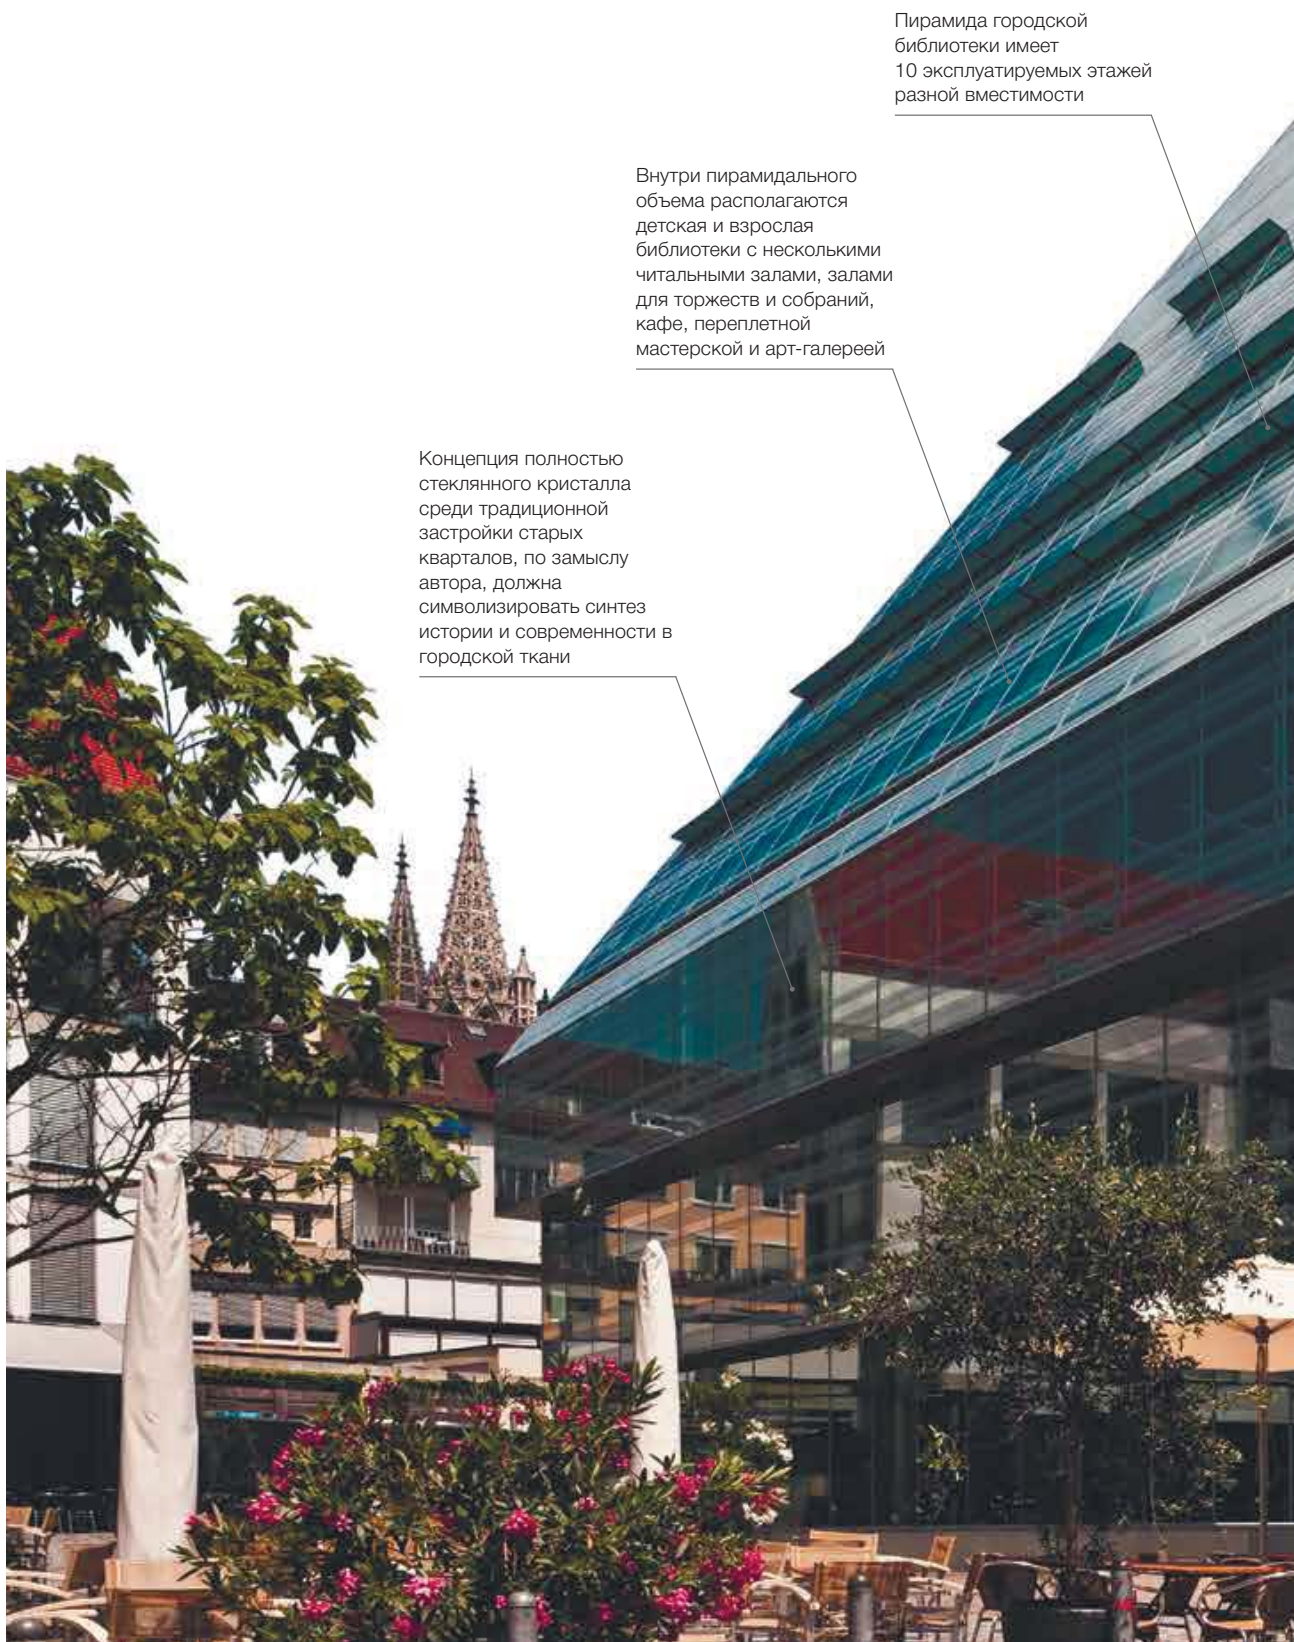 Пирамида городской
библиотеки имеет
10 эксплуатируемых этажей
разной вместимости
Внутри пирамидального
объема располагаются
детская и взрослая
библиотеки с несколькими
читальными залами, залами
для торжеств и собраний,
кафе, переплетной
мастерской и арт-галереей
Концепция полностью
стеклянного кристалла
среди традиционной
застройки старых
кварталов, по замыслу
автора, должна
символизировать синтез
истории и современности в
городской ткани